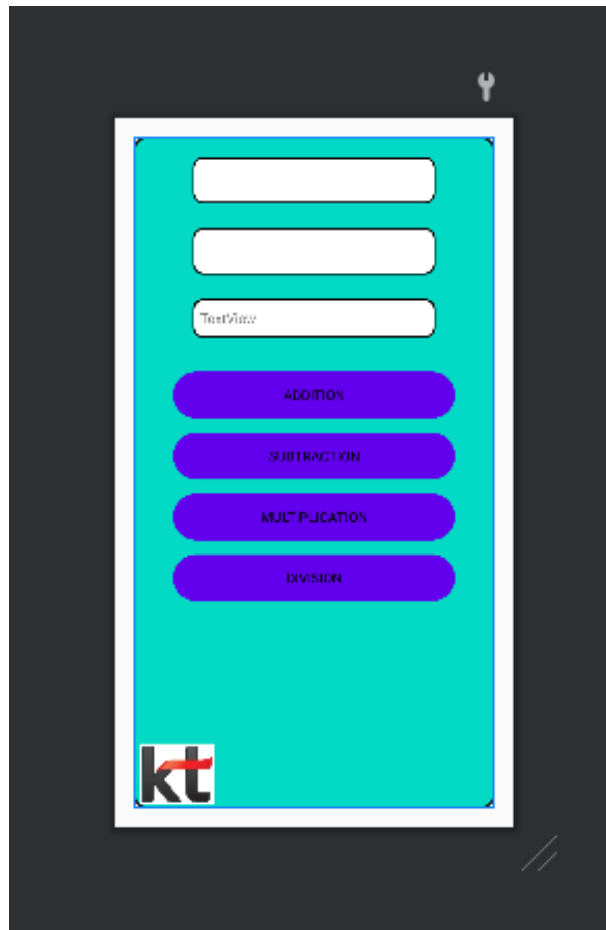 TextView
ADDITION
SUBTRACTION
MULTIPLICATION
DIVISION
kt